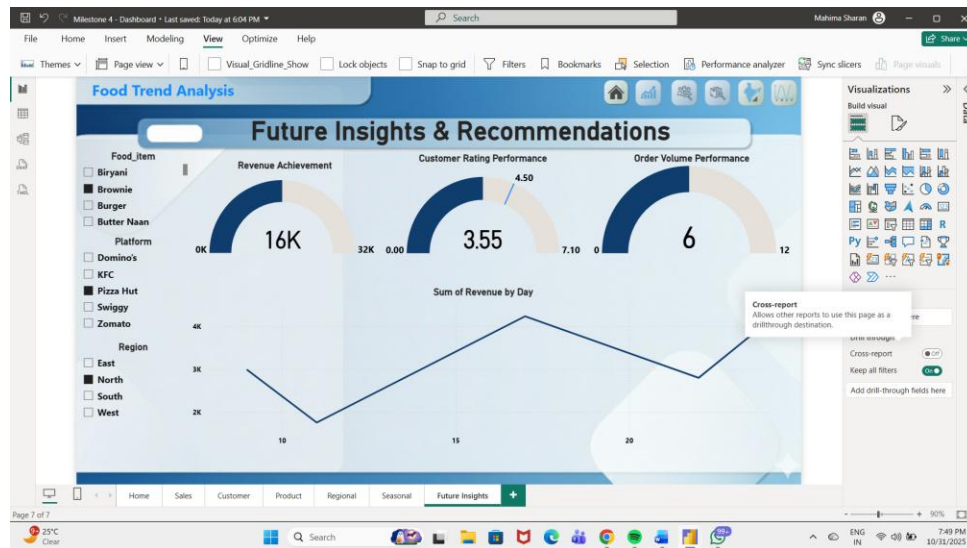 Milestone 4 - Dashboard • Last saved: Today at 6:04 PM
Search
Mahima Sharan
File Home Insert Modeling View Optimize Help
Share
Themes Page view Visual_Gridline_Show Lock objects Snap to grid Filters Bookmarks Selection Performance analyzer Sync slicers Page visuals
Food Trend Analysis
Future Insights & Recommendations
Food_item
Biryani
Brownie
Burger
Butter Naan
Platform
Domino's
KFC
Pizza Hut
Swiggy
Zomato
Region
East
North
South
West
Revenue Achievement
16K
0K
32K
Customer Rating Performance
4.50
3.55
0.00
7.10
Order Volume Performance
6
0
12
Sum of Revenue by Day
4K
3K
2K
10
15
20
Visualizations
Data
Build visual
R
Py
Cross-report
Allows other reports to use this page as a
drillthrough destination.
Drill through
Cross-report
Off
Keep all filters
On
Add drill-through fields here
Home Sales Customer Product Regional Seasonal Future Insights
Page 7 of 7
90%
25°C
Clear
Search
99+
ENG
IN
7:49 PM
10/31/2025